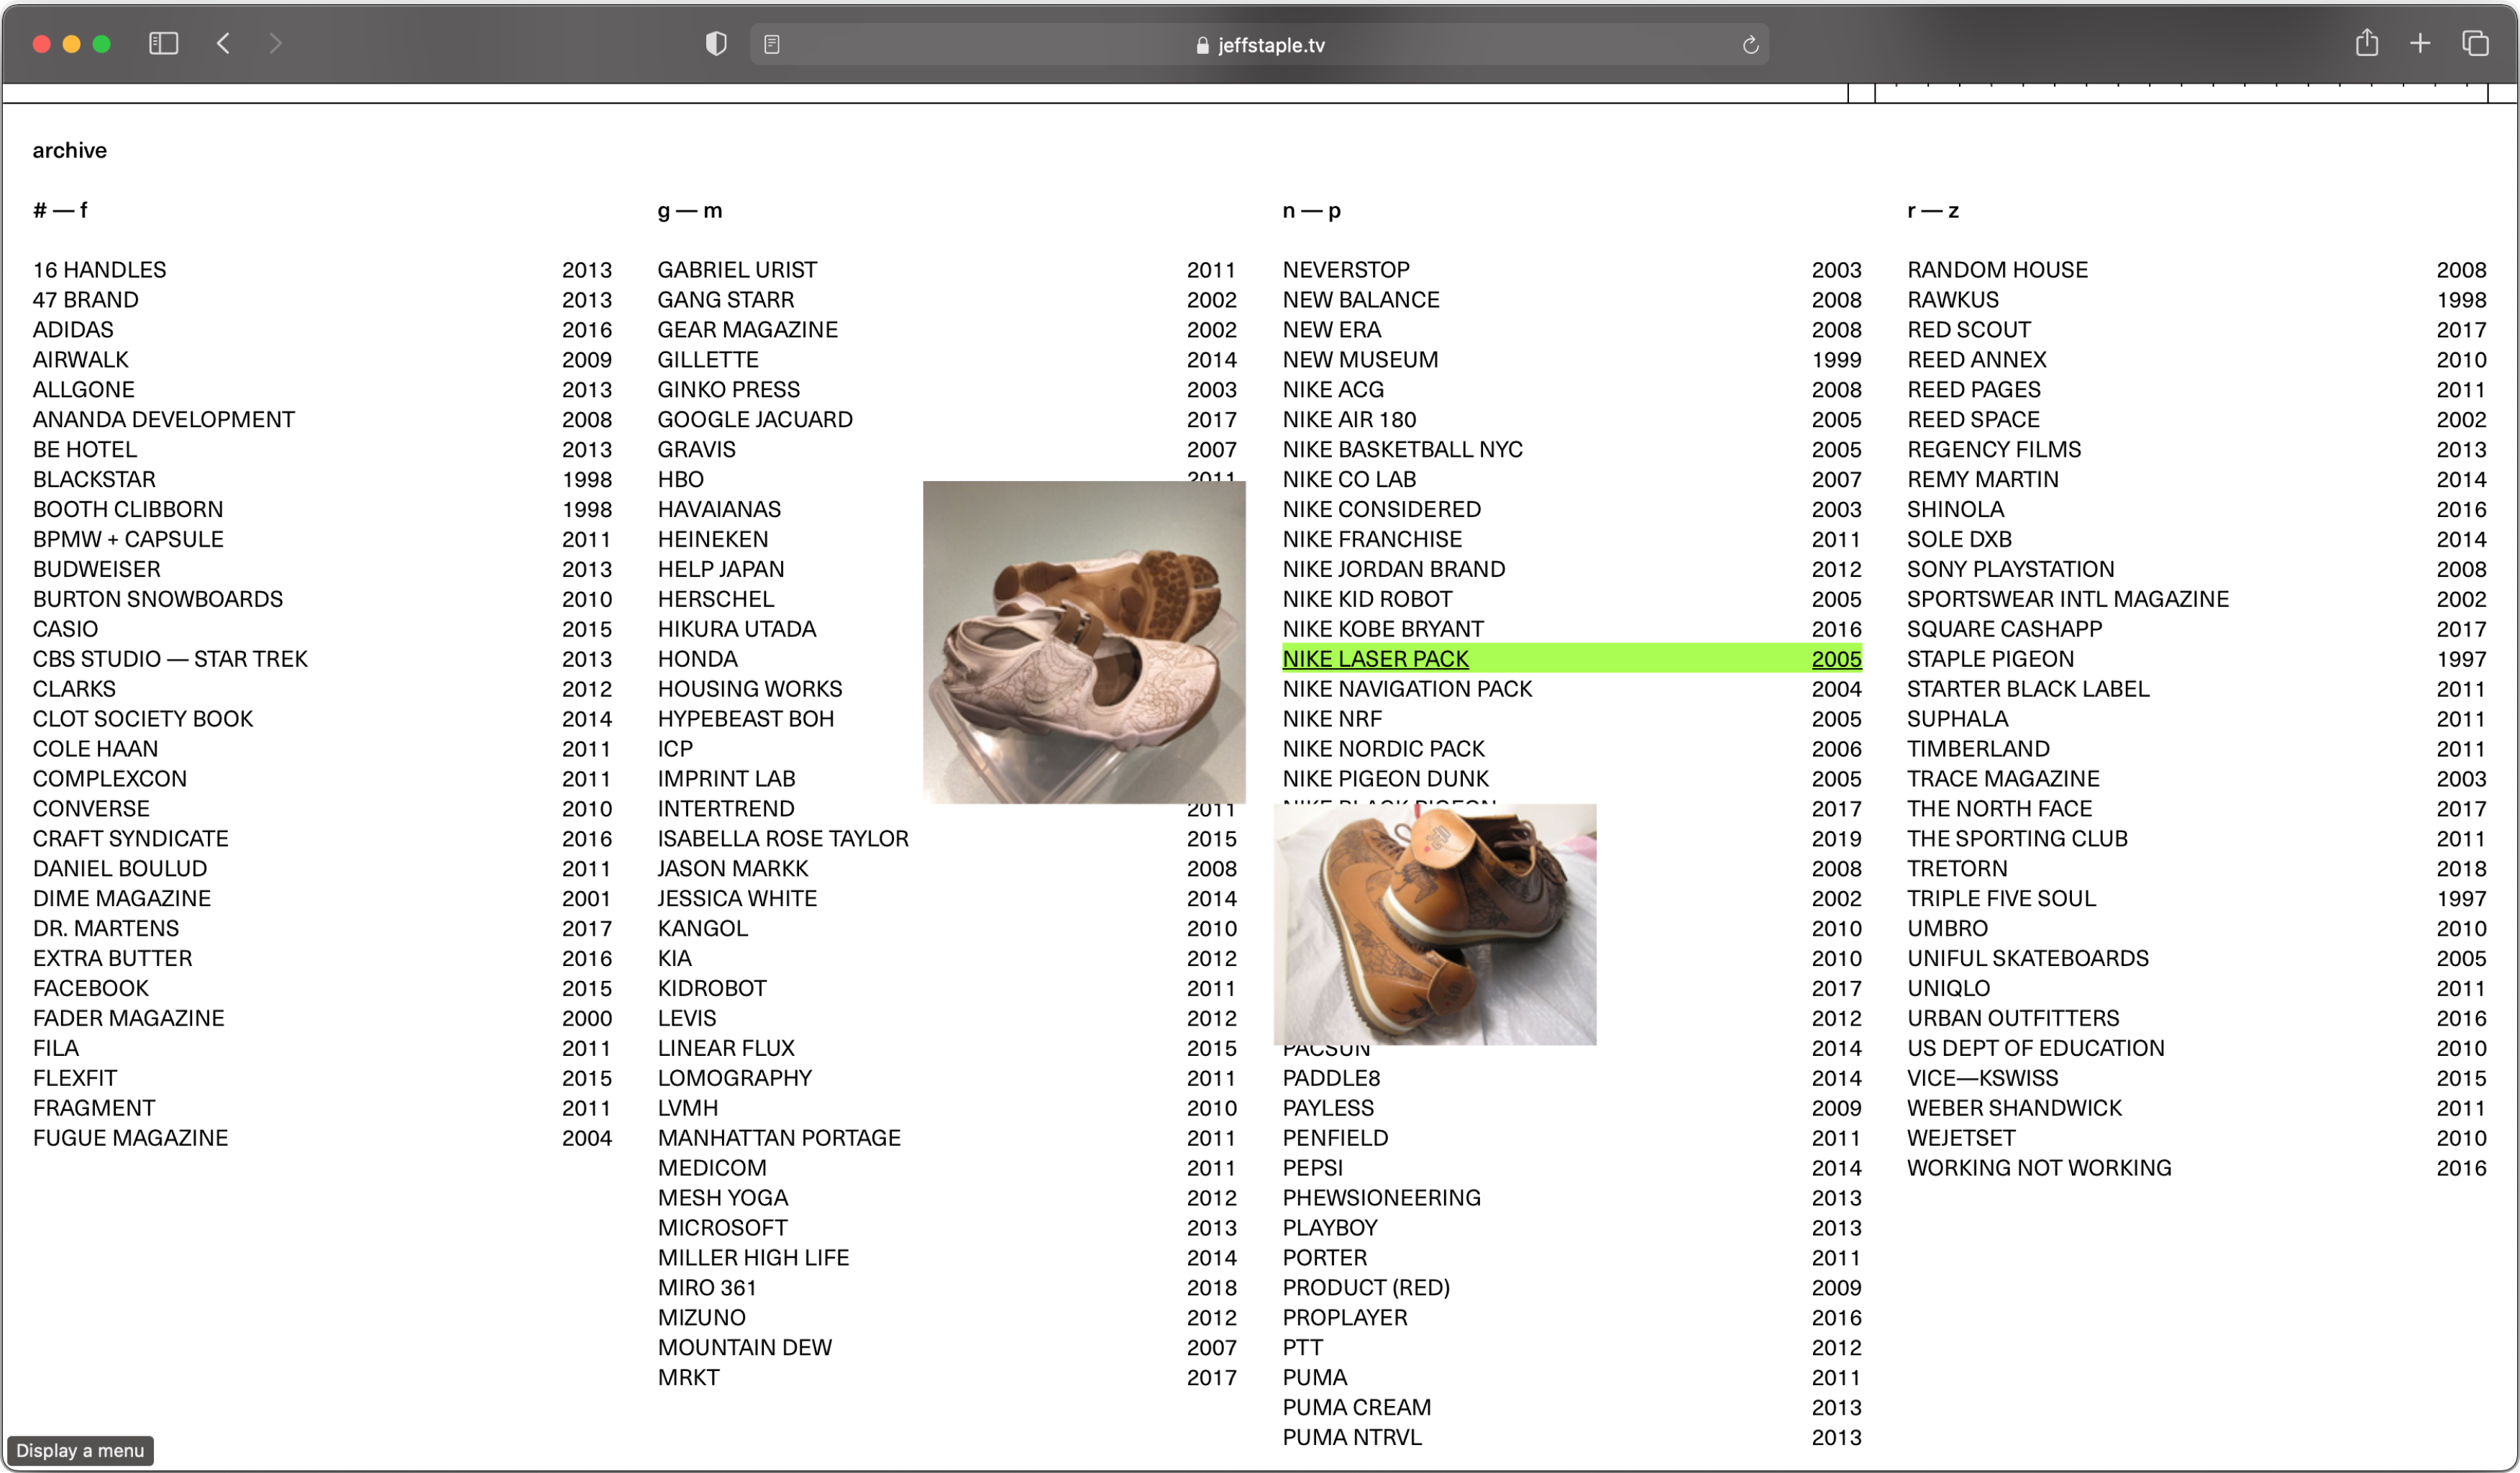 jeffstaple.tv
archive
# — f
16 HANDLES 2013
47 BRAND 2013
ADIDAS 2016
AIRWALK 2009
ALLGONE 2013
ANANDA DEVELOPMENT 2008
BE HOTEL 2013
BLACKSTAR 1998
BOOTH CLIBBORN 1998
BPMW + CAPSULE 2011
BUDWEISER 2013
BURTON SNOWBOARDS 2010
CASIO 2015
CBS STUDIO — STAR TREK 2013
CLARKS 2012
CLOT SOCIETY BOOK 2014
COLE HAAN 2011
COMPLEXCON 2011
CONVERSE 2010
CRAFT SYNDICATE 2016
DANIEL BOULUD 2011
DIME MAGAZINE 2001
DR. MARTENS 2017
EXTRA BUTTER 2016
FACEBOOK 2015
FADER MAGAZINE 2000
FILA 2011
FLEXFIT 2015
FRAGMENT 2011
FUGUE MAGAZINE 2004
g — m
GABRIEL URIST 2011
GANG STARR 2002
GEAR MAGAZINE 2002
GILLETTE 2014
GINKO PRESS 2003
GOOGLE JACUARD 2017
GRAVIS 2007
HBO 2011
HAVAIANAS
HEINEKEN
HELP JAPAN
HERSCHEL
HIKURA UTADA
HONDA
HOUSING WORKS
HYPEBEAST BOH
ICP
IMPRINT LAB
INTERTREND 2011
ISABELLA ROSE TAYLOR 2015
JASON MARKK 2008
JESSICA WHITE 2014
KANGOL 2010
KIA 2012
KIDROBOT 2011
LEVIS 2012
LINEAR FLUX 2015
LOMOGRAPHY 2011
LVMH 2010
MANHATTAN PORTAGE 2011
MEDICOM 2011
MESH YOGA 2012
MICROSOFT 2013
MILLER HIGH LIFE 2014
MIRO 361 2018
MIZUNO 2012
MOUNTAIN DEW 2007
MRKT 2017
n — p
NEVERSTOP 2003
NEW BALANCE 2008
NEW ERA 2008
NEW MUSEUM 1999
NIKE ACG 2008
NIKE AIR 180 2005
NIKE BASKETBALL NYC 2005
NIKE CO LAB 2007
NIKE CONSIDERED 2003
NIKE FRANCHISE 2011
NIKE JORDAN BRAND 2012
NIKE KID ROBOT 2005
NIKE KOBE BRYANT 2016
NIKE LASER PACK 2005
NIKE NAVIGATION PACK 2004
NIKE NRF 2005
NIKE NORDIC PACK 2006
NIKE PIGEON DUNK 2005
NIKE BLACK PIGEON 2017
2019
2008
2002
2010
2010
2017
2012
PACSUN 2014
PADDLE8 2014
PAYLESS 2009
PENFIELD 2011
PEPSI 2014
PHEWSIONEERING 2013
PLAYBOY 2013
PORTER 2011
PRODUCT (RED) 2009
PROPLAYER 2016
PTT 2012
PUMA 2011
PUMA CREAM 2013
PUMA NTRVL 2013
r — z
RANDOM HOUSE 2008
RAWKUS 1998
RED SCOUT 2017
REED ANNEX 2010
REED PAGES 2011
REED SPACE 2002
REGENCY FILMS 2013
REMY MARTIN 2014
SHINOLA 2016
SOLE DXB 2014
SONY PLAYSTATION 2008
SPORTSWEAR INTL MAGAZINE 2002
SQUARE CASHAPP 2017
STAPLE PIGEON 1997
STARTER BLACK LABEL 2011
SUPHALA 2011
TIMBERLAND 2011
TRACE MAGAZINE 2003
THE NORTH FACE 2017
THE SPORTING CLUB 2011
TRETORN 2018
TRIPLE FIVE SOUL 1997
UMBRO 2010
UNIFUL SKATEBOARDS 2005
UNIQLO 2011
URBAN OUTFITTERS 2016
US DEPT OF EDUCATION 2010
VICE—KSWISS 2015
WEBER SHANDWICK 2011
WEJETSET 2010
WORKING NOT WORKING 2016
Display a menu